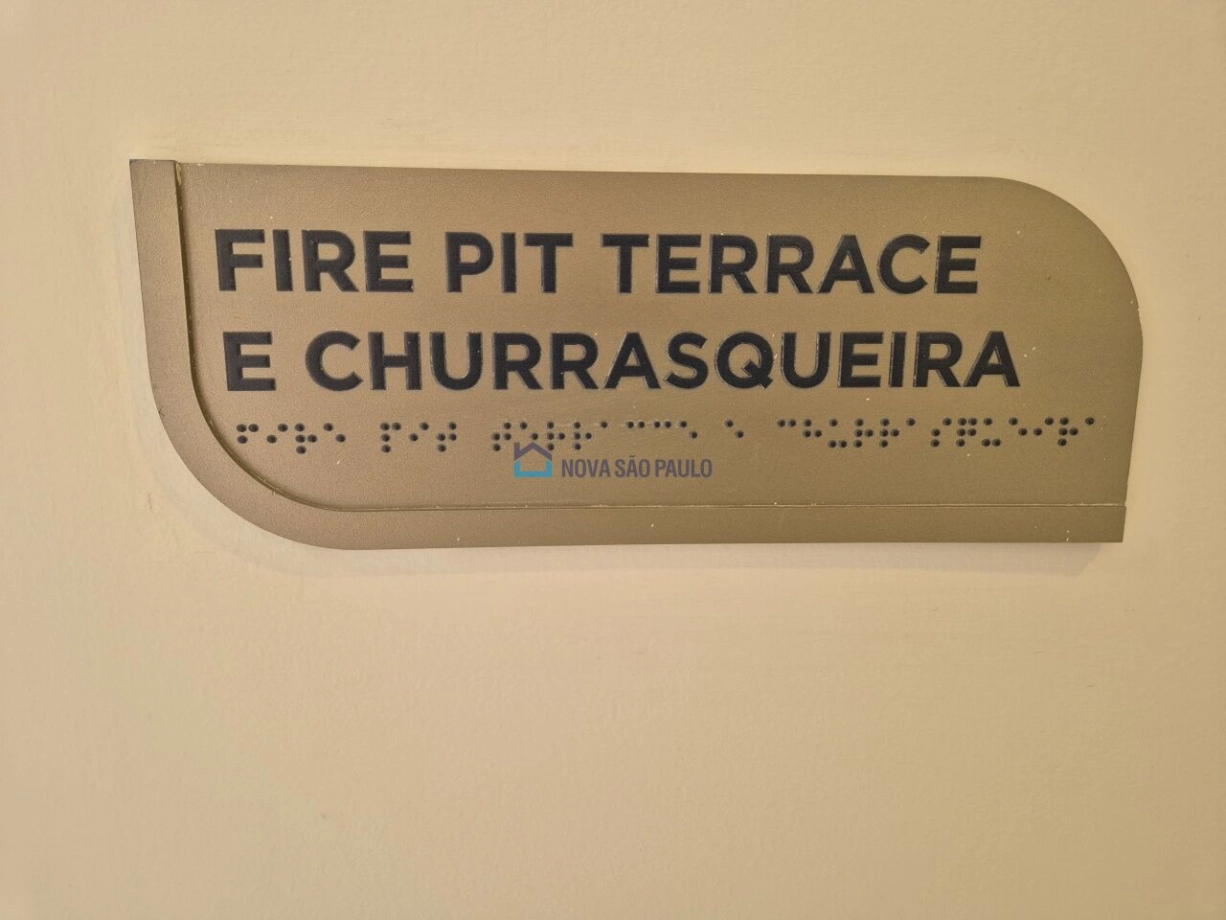 FIRE PIT TERRACE
E CHURRASQUEIRA
NOVA SÃO PAULO